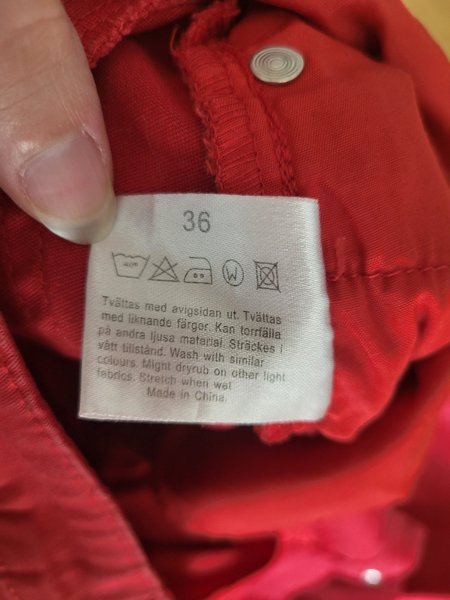 36
40°
W
Tvättas med avigsidan ut. Tvättas
med liknande färger. Kan torrfälla
på andra ljusa material. Sträckes i
vått tillstånd. Wash with similar
colours. Might dryrub on other light
fabrics. Stretch when wet
Made in China.